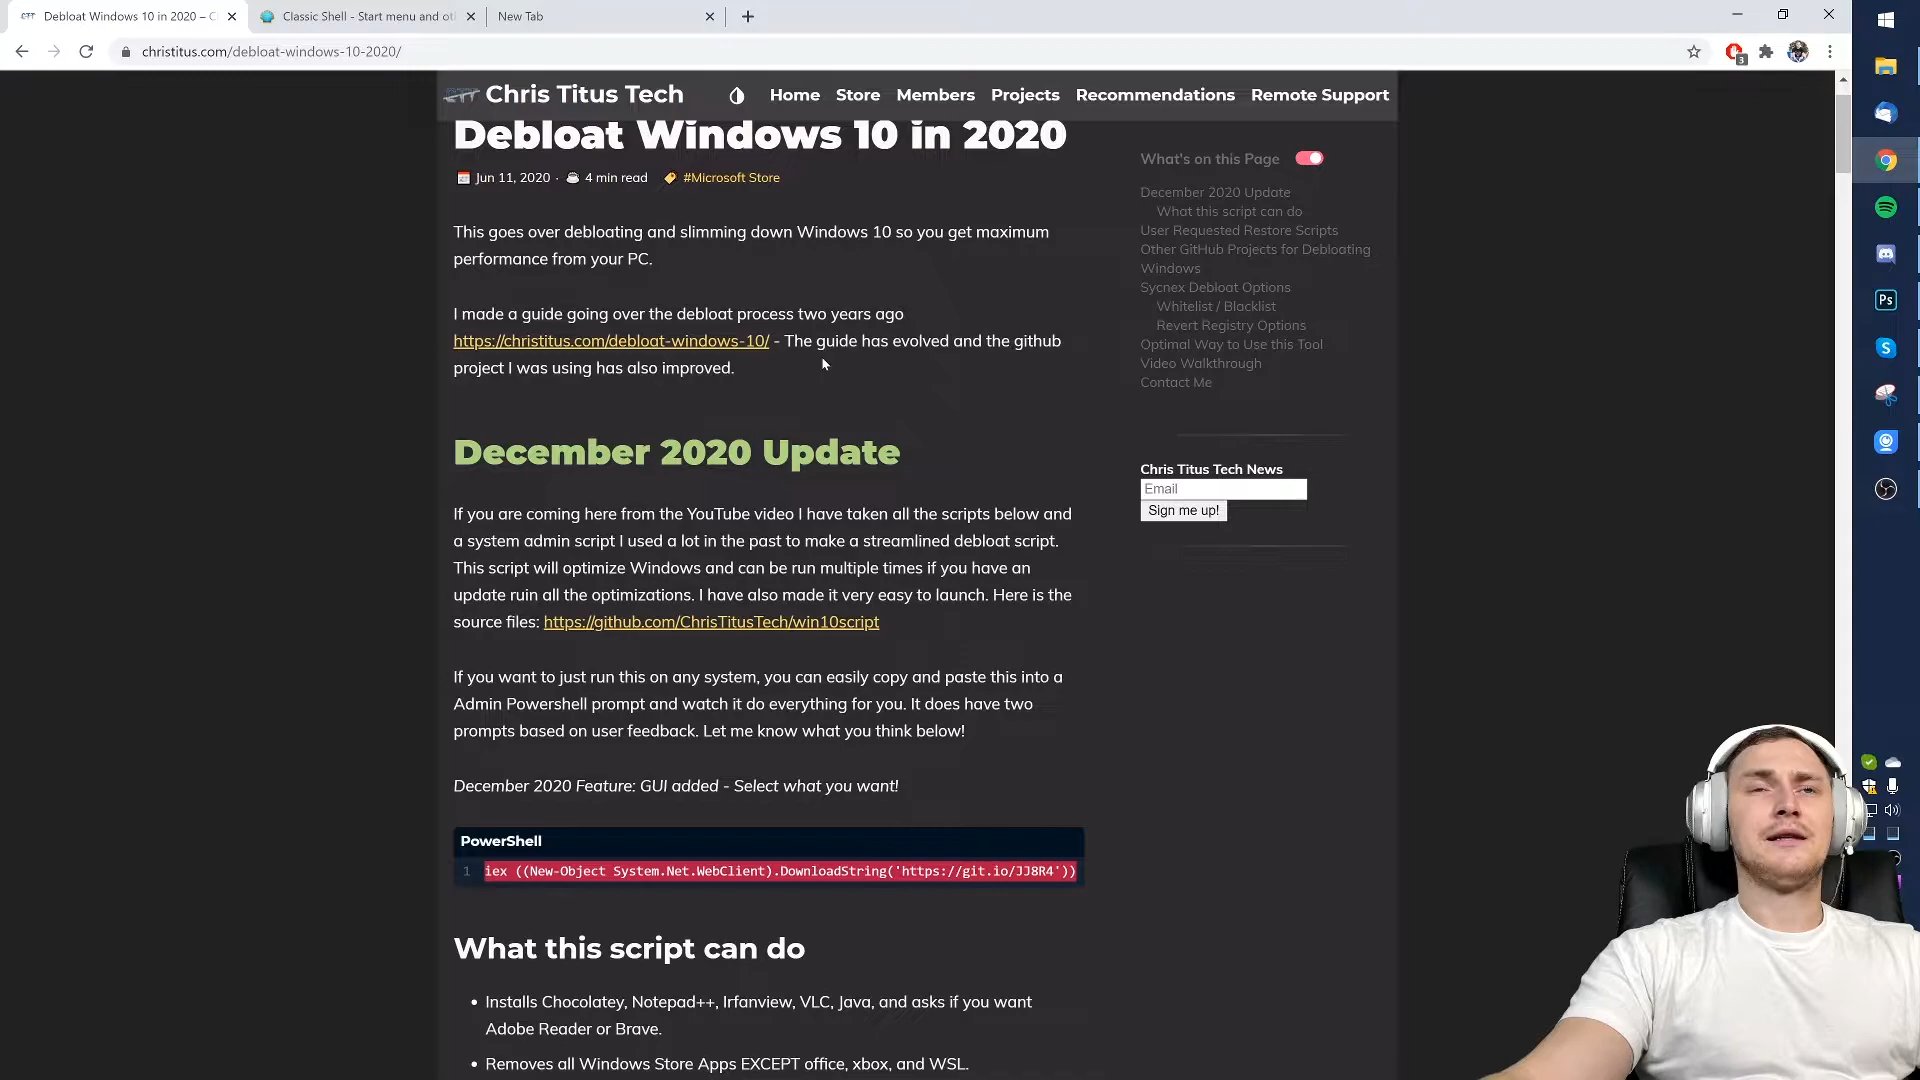 Debloat Windows 10 in 2020 – C
Classic Shell - Start menu and ot
New Tab
christitus.com/debloat-windows-10-2020/
3
CTT Chris Titus Tech
Home Store Members Projects Recommendations Remote Support
Debloat Windows 10 in 2020
Jun 11, 2020 · 4 min read #Microsoft Store
This goes over debloating and slimming down Windows 10 so you get maximum
performance from your PC.
I made a guide going over the debloat process two years ago
https://christitus.com/debloat-windows-10/ - The guide has evolved and the github
project I was using has also improved.
December 2020 Update
If you are coming here from the YouTube video I have taken all the scripts below and
a system admin script I used a lot in the past to make a streamlined debloat script.
This script will optimize Windows and can be run multiple times if you have an
update ruin all the optimizations. I have also made it very easy to launch. Here is the
source files: https://github.com/ChrisTitusTech/win10script
If you want to just run this on any system, you can easily copy and paste this into a
Admin Powershell prompt and watch it do everything for you. It does have two
prompts based on user feedback. Let me know what you think below!
December 2020 Feature: GUI added - Select what you want!
PowerShell
1 iex ((New-Object System.Net.WebClient).DownloadString('https://git.io/JJ8R4'))
What this script can do
• Installs Chocolatey, Notepad++, Irfanview, VLC, Java, and asks if you want
Adobe Reader or Brave.
• Removes all Windows Store Apps EXCEPT office, xbox, and WSL.
What's on this Page
December 2020 Update
What this script can do
User Requested Restore Scripts
Other GitHub Projects for Debloating
Windows
Sycnex Debloat Options
Whitelist / Blacklist
Revert Registry Options
Optimal Way to Use this Tool
Video Walkthrough
Contact Me
Chris Titus Tech News
Email
Sign me up!
Ps